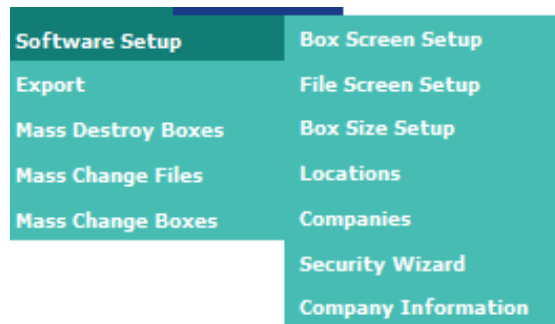 Software Setup
Export
Mass Destroy Boxes
Mass Change Files
Mass Change Boxes
Box Screen Setup
File Screen Setup
Box Size Setup
Locations
Companies
Security Wizard
Company Information